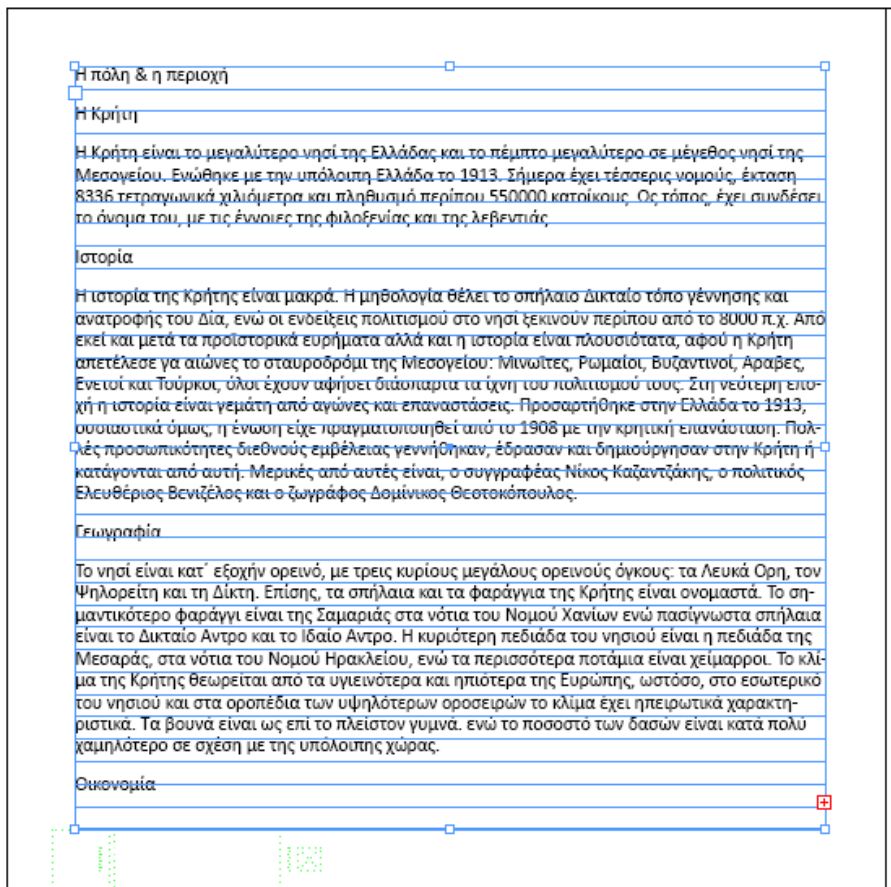 Η πόλη & η περιοχή
Η Κρήτη
Η Κρήτη είναι το μεγαλύτερο νησί της Ελλάδας και το πέμπτο μεγαλύτερο σε μέγεθος νησί της
Μεσογείου. Ενώθηκε με την υπόλοιπη Ελλάδα το 1913. Σήμερα έχει τέσσερις νομούς, έκταση
8336 τετραγωνικά χιλιόμετρα και πληθυσμό περίπου 550000 κατοίκους. Ως τόπος, έχει συνδέσει
το όνομα του, με τις έννοιες της φιλοξενίας και της λεβεντιάς
Ιστορία
Η ιστορία της Κρήτης είναι μακρά. Η μηθολογία θέλει το σπήλαιο Δικταίο τόπο γέννησης και
ανατροφής του Δία, ενώ οι ενδείξεις πολιτισμού στο νησί ξεκινούν περίπου από το 8000 π.χ. Από
εκεί και μετά τα προϊστορικά ευρήματα αλλά και η ιστορία είναι πλουσιότατα, αφού η Κρήτη
απετέλεσε γα αιώνες το σταυροδρόμι της Μεσογείου: Μινωΐτες, Ρωμαίοι, Βυζαντινοί, Αραβες,
Ενετοί και Τούρκοι, όλοι έχουν αφήσει διάσπαρτα τα ίχνη του πολιτισμού τους. Στη νεότερη επο-
χή η ιστορία είναι γεμάτη από αγώνες και επαναστάσεις. Προσαρτήθηκε στην Ελλάδα το 1913,
ουσιαστικά όμως, η ένωση είχε πραγματοποιηθεί από το 1908 με την κρητική επανάσταση. Πολ-
λές προσωπικότητες διεθνούς εμβέλειας γεννήθηκαν, έδρασαν και δημιούργησαν στην Κρήτη ή
κατάγονται από αυτή. Μερικές από αυτές είναι, ο συγγραφέας Νίκος Καζαντζάκης, ο πολιτικός
Ελευθέριος Βενιζέλος και ο ζωγράφος Δομίνικος Θεοτοκόπουλος.
Γεωγραφία
Το νησί είναι κατ΄ εξοχήν ορεινό, με τρεις κυρίους μεγάλους ορεινούς όγκους: τα Λευκά Ορη, τον
Ψηλορείτη και τη Δίκτη. Επίσης, τα σπήλαια και τα φαράγγια της Κρήτης είναι ονομαστά. Το ση-
μαντικότερο φαράγγι είναι της Σαμαριάς στα νότια του Νομού Χανίων ενώ πασίγνωστα σπήλαια
είναι το Δικταίο Αντρο και το Ιδαίο Αντρο. Η κυριότερη πεδιάδα του νησιού είναι η πεδιάδα της
Μεσαράς, στα νότια του Νομού Ηρακλείου, ενώ τα περισσότερα ποτάμια είναι χείμαρροι. Το κλί-
μα της Κρήτης θεωρείται από τα υγιεινότερα και ηπιότερα της Ευρώπης, ωστόσο, στο εσωτερικό
του νησιού και στα οροπέδια των υψηλότερων οροσειρών το κλίμα έχει ηπειρωτικά χαρακτη-
ριστικά. Τα βουνά είναι ως επί το πλείστον γυμνά. ενώ το ποσοστό των δασών είναι κατά πολύ
χαμηλότερο σε σχέση με της υπόλοιπης χώρας.
Οικονομία